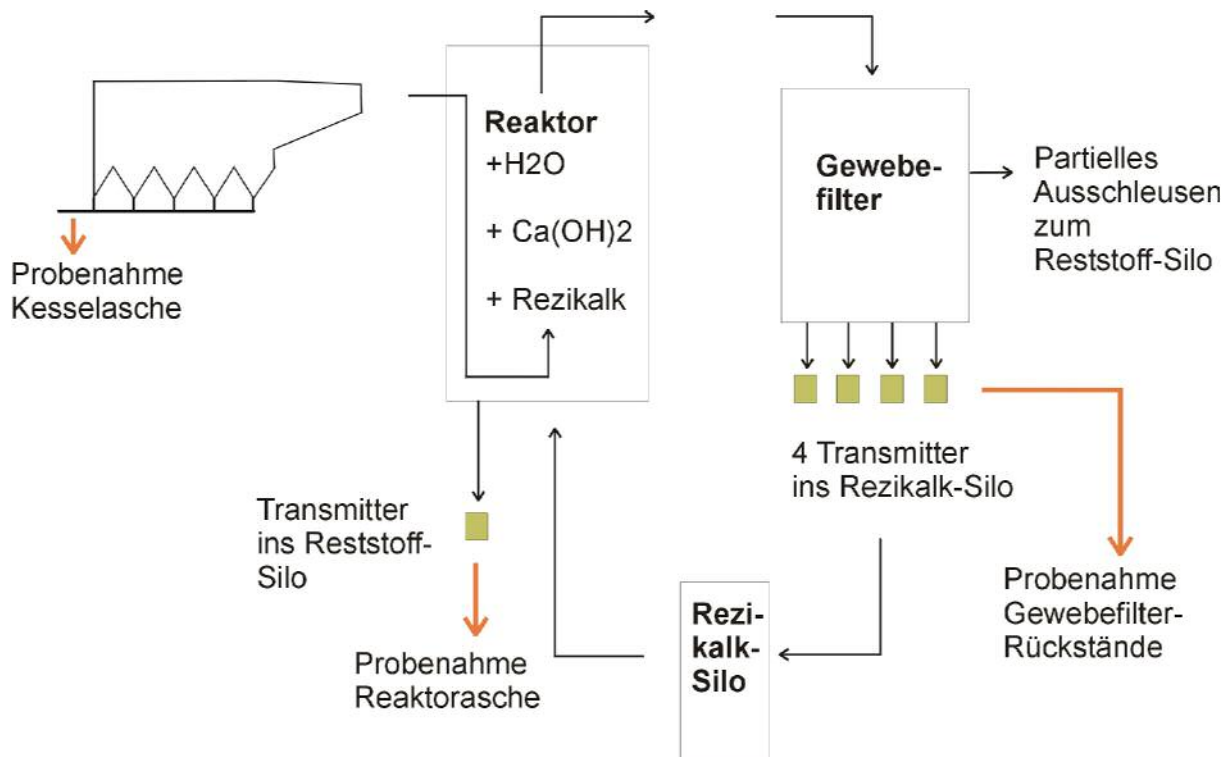 Reaktor
+H2O
+ Ca(OH)2
+ Rezikalk
Gewebe-
filter
Partielles
Ausschleusen
zum
Reststoff-Silo
Probenahme
Kesselasche
4 Transmitter
ins Rezikalk-Silo
Transmitter
ins Reststoff-
Silo
Probenahme
Gewebefilter-
Rückstände
Rezi-
kalk-
Silo
Probenahme
Reaktorasche